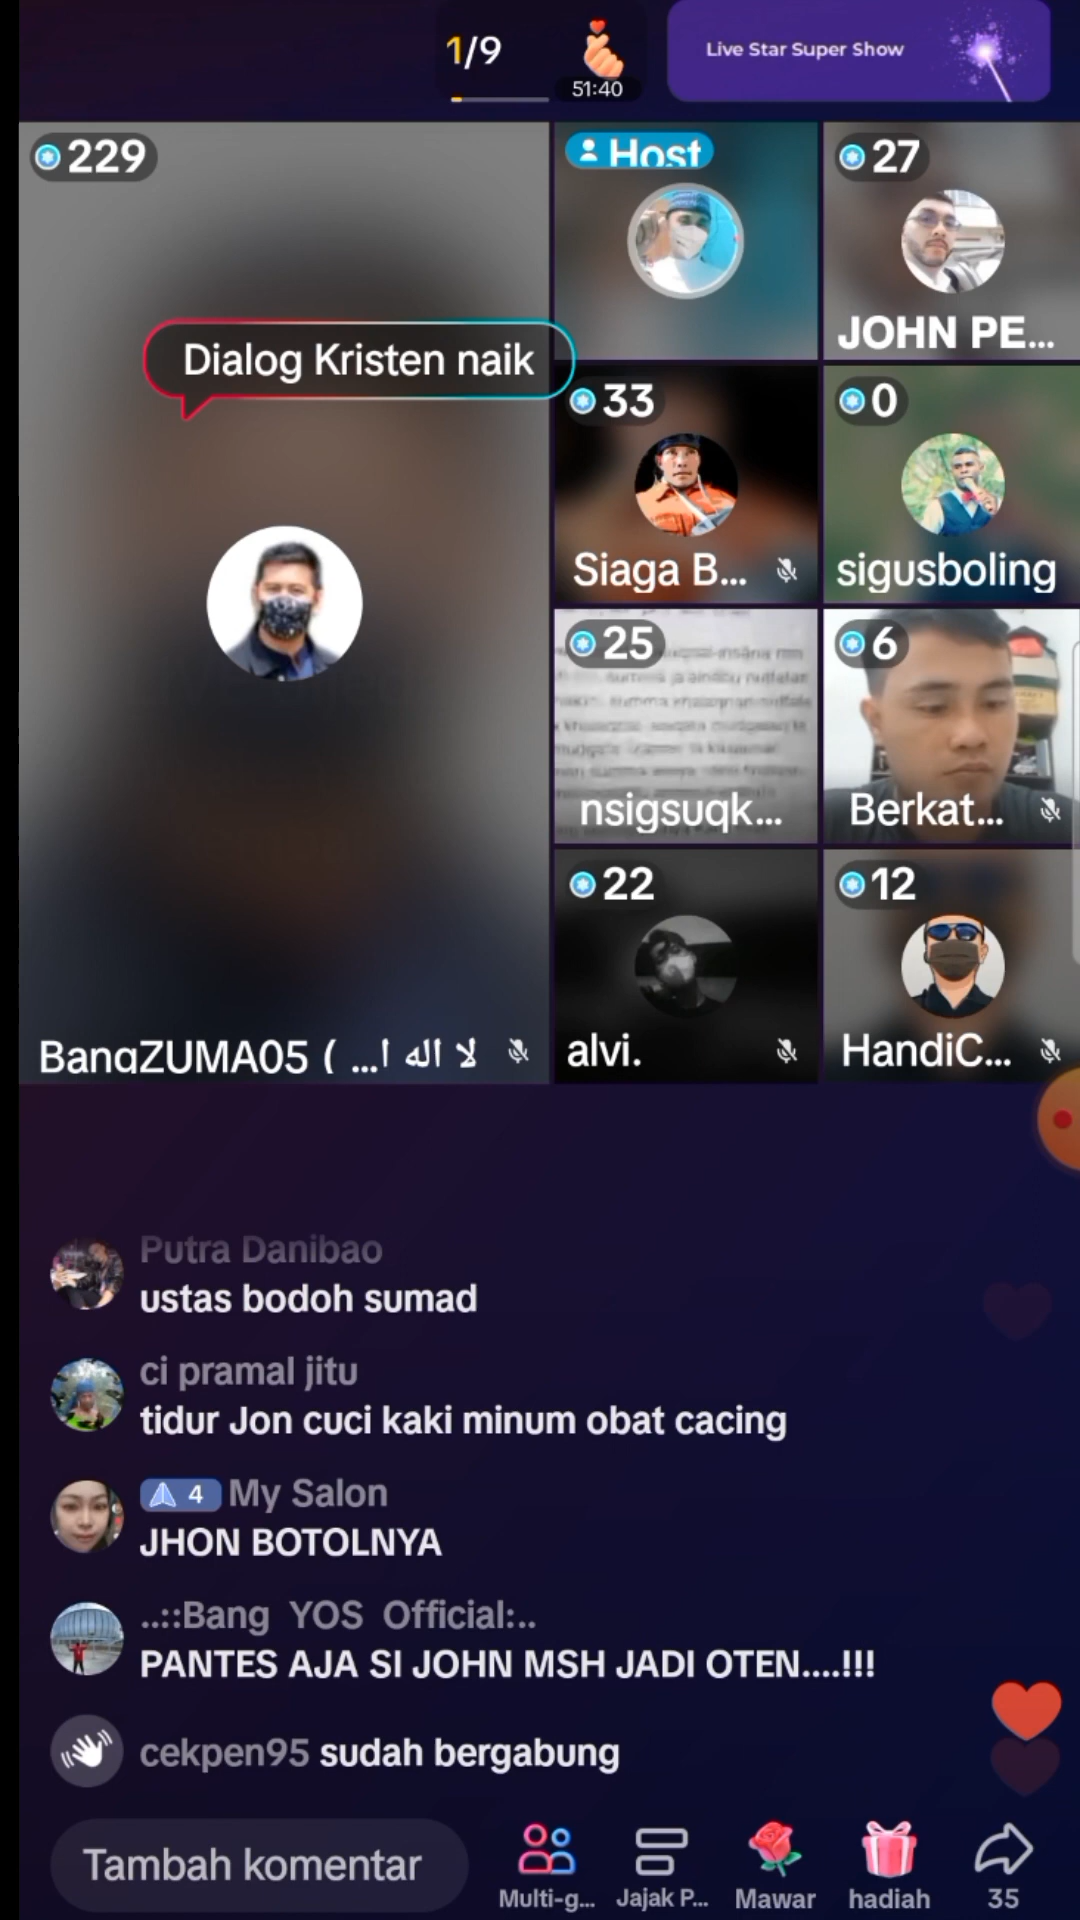 1/9
51:40
Live Star Super Show
229
Host
27
JOHN PE...
Dialog Kristen naik
33
0
Siaga B...
sigusboling
25
6
nsigsuqk...
Berkat...
22
12
BangZUMA05 ( لا اله ا...
alvi.
HandiC...
Putra Danibao
ustas bodoh sumad
ci pramal jitu
tidur Jon cuci kaki minum obat cacing
4 My Salon
JHON BOTOLNYA
..::Bang YOS Official:..
PANTES AJA SI JOHN MSH JADI OTEN....!!!
cekpen95 sudah bergabung
Tambah komentar
Multi-g...
Jajak P...
Mawar
hadiah
35